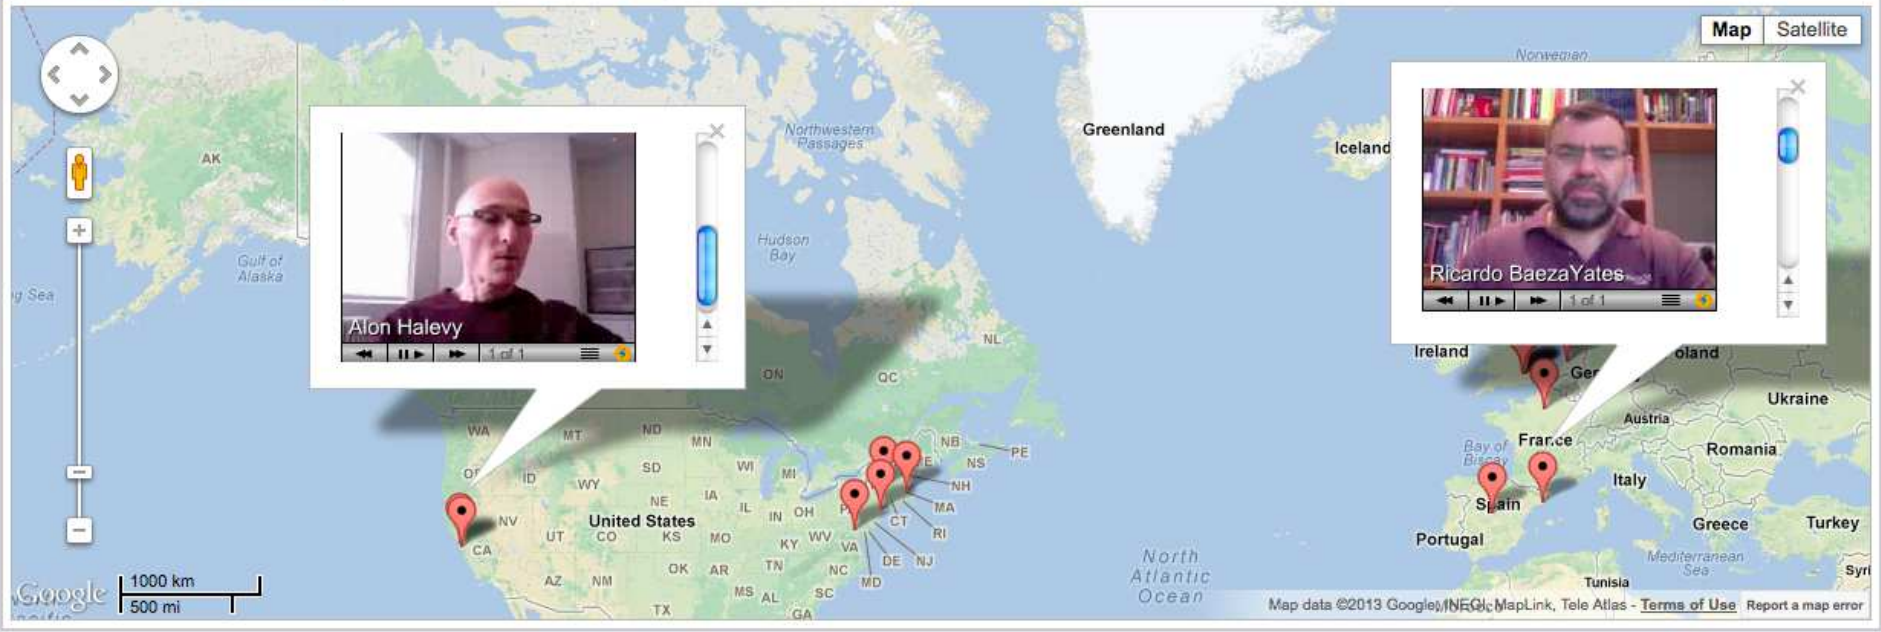 Map Satellite
Norwegian
Northwestern
Passages
Greenland
Iceland
AK
Gulf of
Alaska
g Sea
Hudson
Bay
Alon Halevy
1 of 1
Ricardo BaezaYates
1 of 1
NL
ON
QC
Ireland
oland
Ger
Ukraine
Austria
France
Bay of
Biscay
Romania
Italy
Spain
Greece
Turkey
Portugal
Mediterranean
Sea
Syri
Tunisia
WA
MT
ND
MN
NB
PE
NS
OR
ID
SD
WI
MI
E
WY
NH
NE
IA
IL
IN
OH
PA
MA
NV
United States
CT
RI
CA
UT
CO
KS
MO
KY
WV
VA
DE
NJ
AZ
NM
OK
AR
TN
NC
MD
MS
AL
SC
TX
GA
North
Atlantic
Ocean
Google
1000 km
500 mi
Map data ©2013 Google, INEGI, MapLink, Tele Atlas - Terms of Use Report a map error